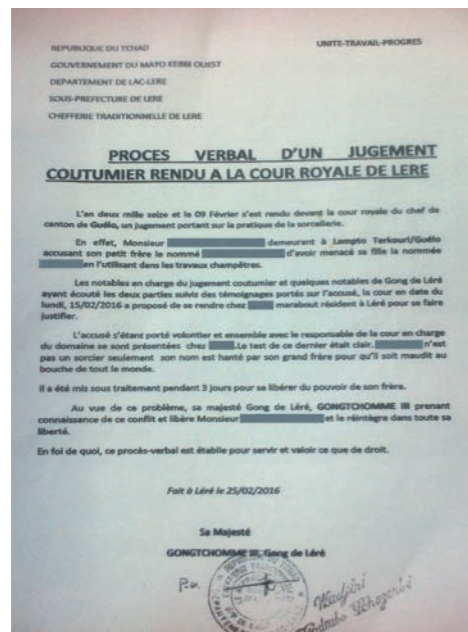 REPUBLIQUE DU TCHAD
UNITE-TRAVAIL-PROGRES
GOUVERNEMENT DU MAYO KEBBI OUEST
DEPARTEMENT DE LAC-LERE
SOUS-PREFECTURE DE LERE
CHEFFERIE TRADITIONNELLE DE LERE
PROCES VERBAL D'UN JUGEMENT
COUTUMIER RENDU A LA COUR ROYALE DE LERE
L'an deux mille seize et le 09 Février s'est rendu devant la cour royale du chef de
canton de Guélo, un jugement portant sur la pratique de la sorcellerie.
En effet, Monsieur demeurant à Lampto Terkouri/Guélo
accusant son petit frère le nommé d'avoir menacé sa fille la nommée
en l'utilisant dans les travaux champêtres.
Les notables en charge du jugement coutumier et quelques notables de Gong de Léré
ayant écouté les deux parties suivis des témoignages portés sur l'accusé, la cour en date du
lundi, 15/02/2016 a proposé de se rendre chez marabout résident à Léré pour se faire
justifier.
L'accusé s'étant porté volontier et ensemble avec le responsable de la cour en charge
du domaine se sont présentées chez .Le test de ce dernier était clair. n'est
pas un sorcier seulement son nom est hanté par son grand frère pour qu'il soit maudit au
bouche de tout le monde.
Il a été mis sous traitement pendant 3 jours pour se libérer du pouvoir de son frère.
Au vue de ce problème, sa majesté Gong de Léré, GONGTCHOMME III prenant
connaissance de ce conflit et libère Monsieur et le réintègre dans toute sa
liberté.
En foi de quoi, ce procès-verbal est établie pour servir et valoir ce que de droit.
Fait à Léré le 25/02/2016
Sa Majesté
GONGTCHOMME III, Gong de Léré
P.o